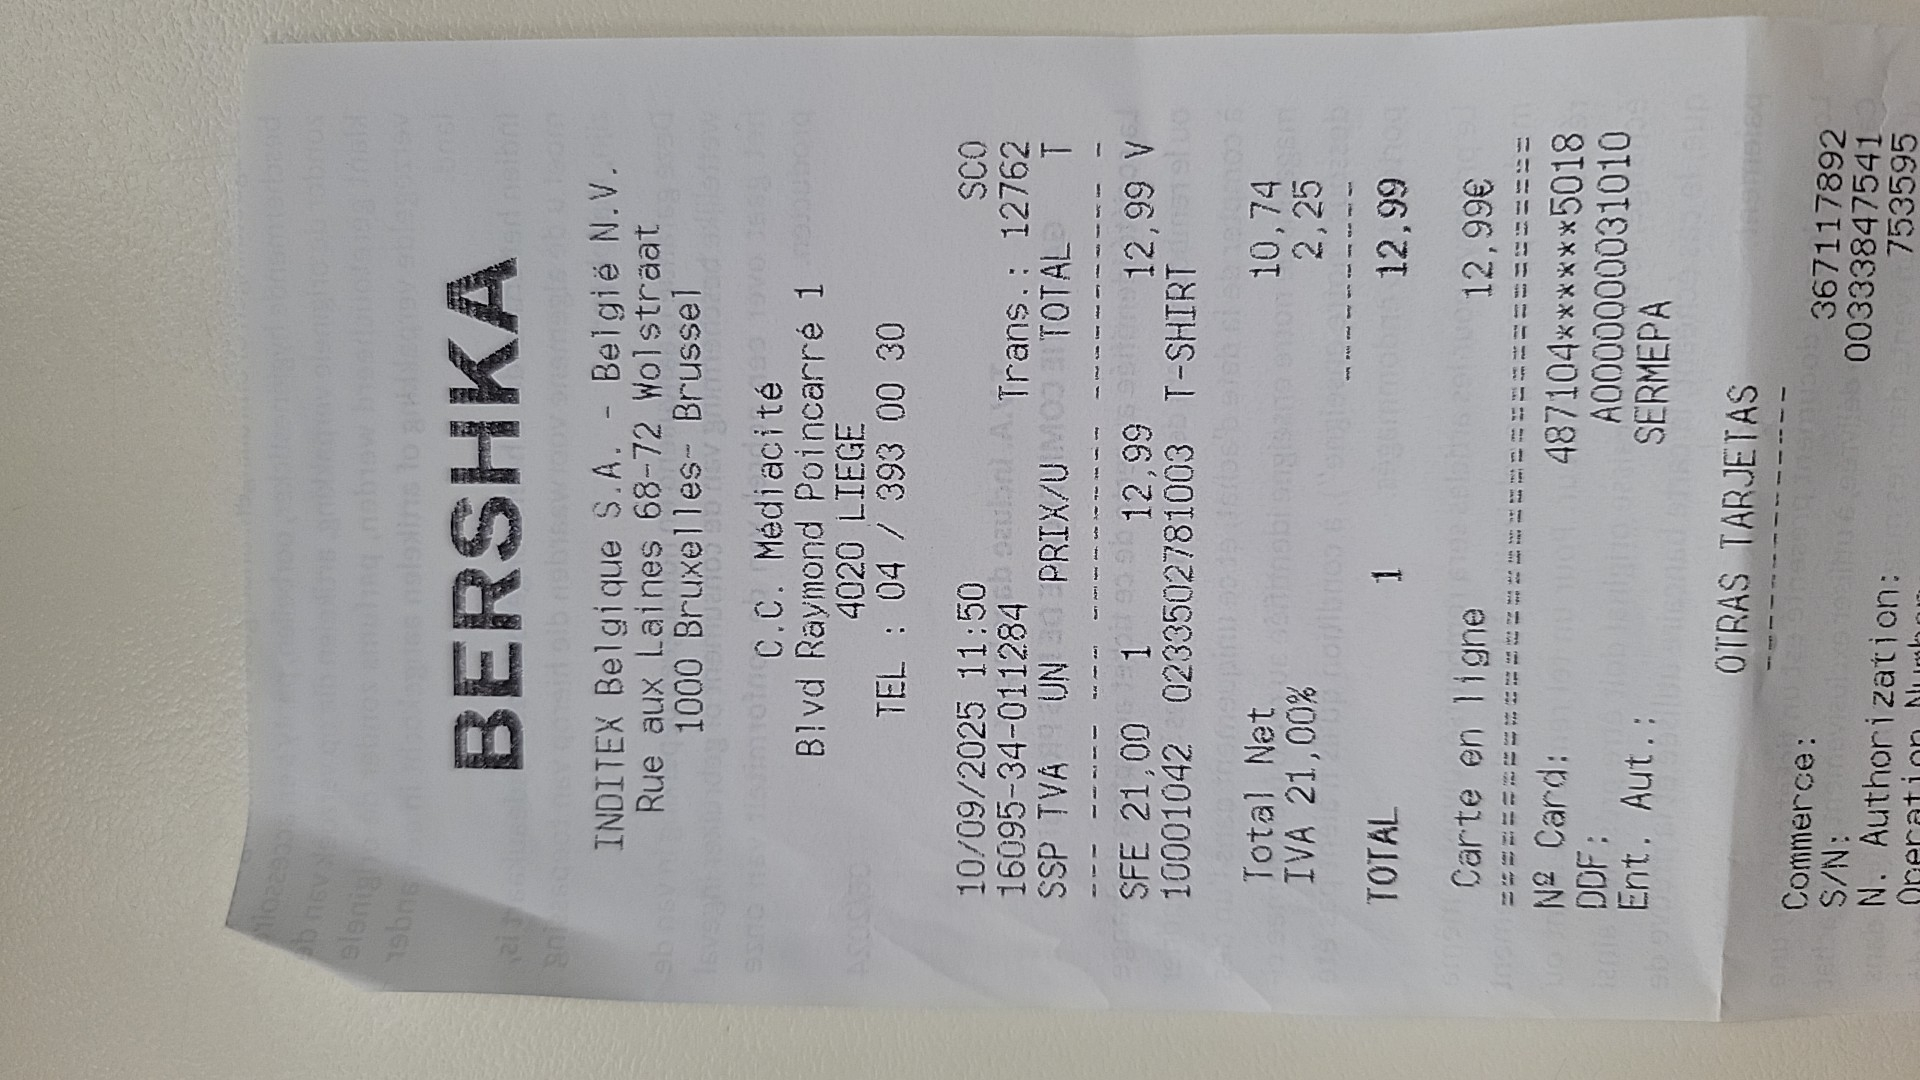 BERSHKA
INDITEX Belgique S.A. - België N.V.
Rue aux Laines 68-72 Wolstraat
1000 Bruxelles- Brussel
C.C. Médiacité
Blvd Raymond Poincarré 1
4020 LIEGE
TEL : 04 / 393 00 30
10/09/2025 11:50 SCO
16095-34-011284 Trans.: 12762
SSP TVA UN PRIX/U TOTAL T
--- ----- --- --------- --------- -
SFE 21,00 1 12,99 12,99 V
10001042 02335027810​03 T-SHIRT
Total Net 10,74
IVA 21,00% 2,25
----------
TOTAL 1 12,99
Carte en ligne 12,99€
======================================
Nº Card: 487104******5018
DDF: A0000000031010
Ent. Aut.: SERMEPA
OTRAS TARJETAS
--------------
Commerce: 367117892
S/N: 00333847541
N. Authorization: 753595
Operation Number